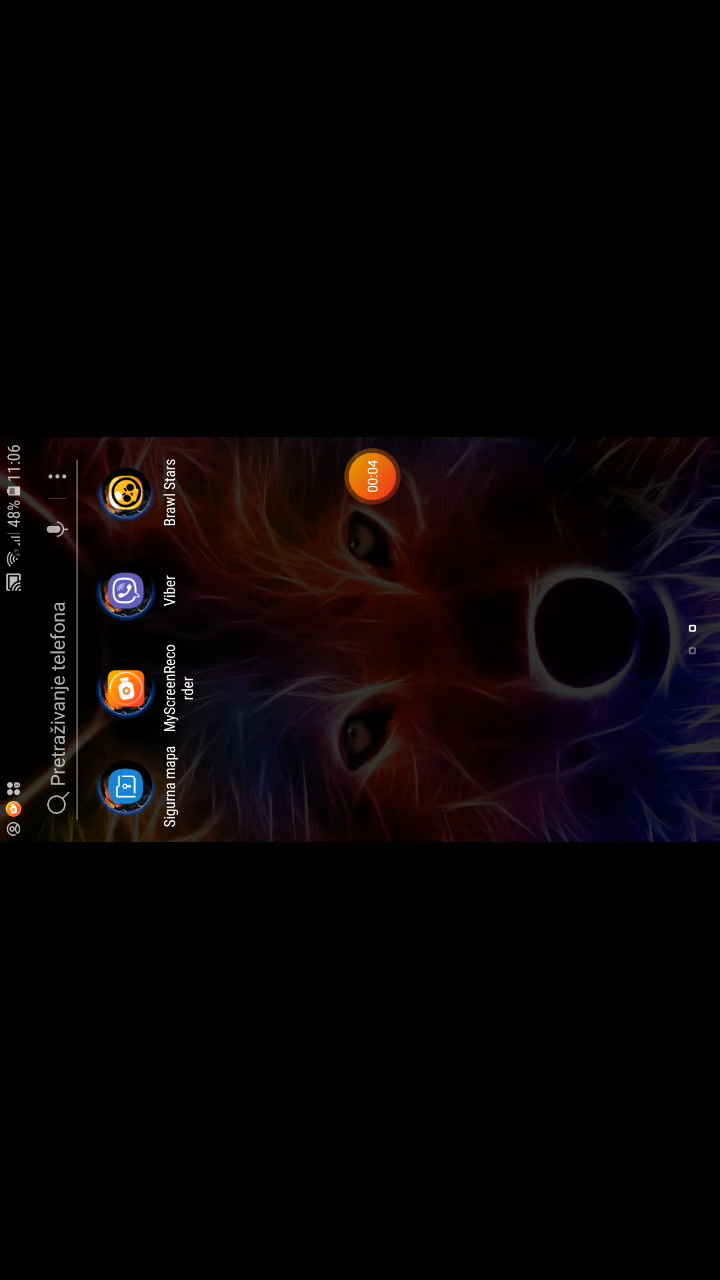 48% 11:06
Pretraživanje telefona
Sigurna mapa
MyScreenReco
rder
Viber
Brawl Stars
00:04